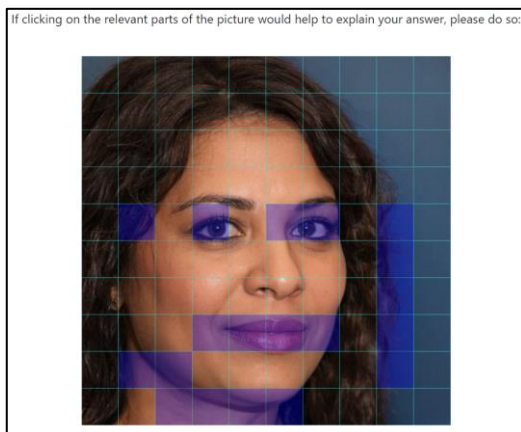 If clicking on the relevant parts of the picture would help to explain your answer, please do so: